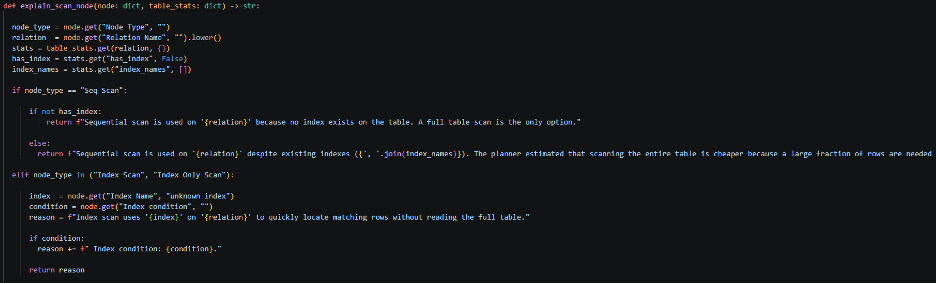 def explain_scan_node(node: dict, table_stats: dict) -> str:
node_type = node.get("Node Type", "")
relation  = node.get("Relation Name", "").lower()
stats = table_stats.get(relation, {})
has_index = stats.get("has_index", False)
index_names = stats.get("index_names", [])
if node_type == "Seq Scan":
if not has_index:
return f"Sequential scan is used on '{relation}' because no index exists on the table. A full table scan is the only option."
else:
return f"Sequential scan is used on '{relation}' despite existing indexes ({', '.join(index_names)}). The planner estimated that scanning the entire table is cheaper because a large fraction of rows are needed
elif node_type in ("Index Scan", "Index Only Scan"):
index  = node.get("Index Name", "unknown index")
condition = node.get("Index condition", "")
reason = f"Index scan uses '{index}' on '{relation}' to quickly locate matching rows without reading the full table."
if condition:
reason += f" Index condition: {condition}."
return reason